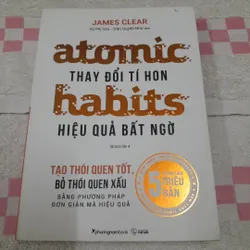 JAMES CLEAR
atomic
THAY ĐỔI TÍ HON
habits
HIỆU QUẢ BẤT NGỜ
TẠO THÓI QUEN TỐT,
BỎ THÓI QUEN XẤU
BẰNG PHƯƠNG PHÁP
ĐƠN GIẢN MÀ HIỆU QUẢ
5
TRIỆU BẢN
phuongnambook